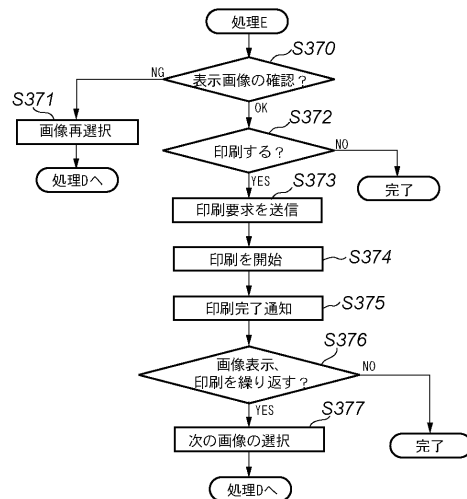 処理E
S370
表示画像の確認？
NG
OK
S371
画像再選択
処理Dへ
S372
印刷する？
NO
YES
完了
S373
印刷要求を送信
印刷を開始
S374
印刷完了通知
S375
S376
画像表示、
印刷を繰り返す？
NO
YES
S377
次の画像の選択
完了
処理Dへ